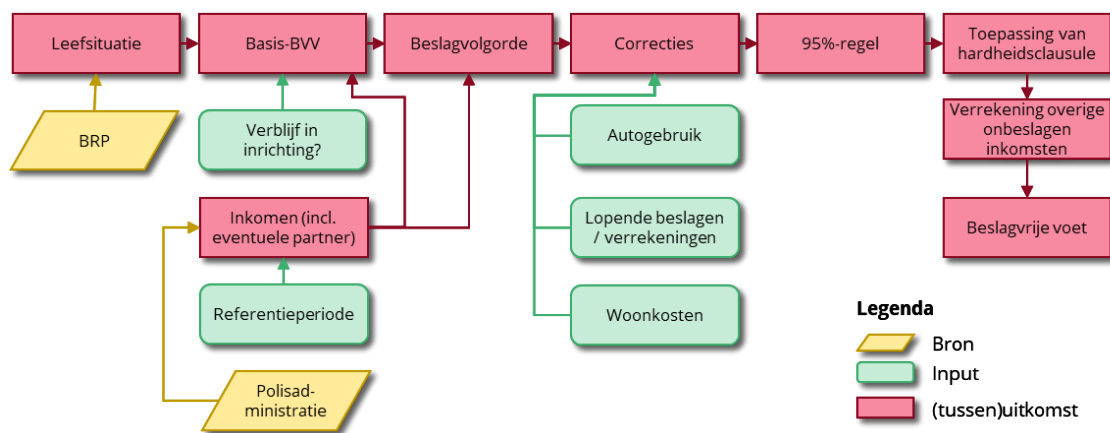 Leefsituatie
Basis-BVV
Beslagvolgorde
Correcties
95%-regel
Toepassing van
hardheidsclausule
BRP
Verblijf in
inrichting?
Autogebruik
Verrekening overige
onbeslagen
inkomsten
Inkomen (incl.
eventuele partner)
Lopende beslagen
/ verrekeningen
Beslagvrije voet
Referentieperiode
Woonkosten
Polisad-
ministratie
Legenda
Bron
Input
(tussen)uitkomst